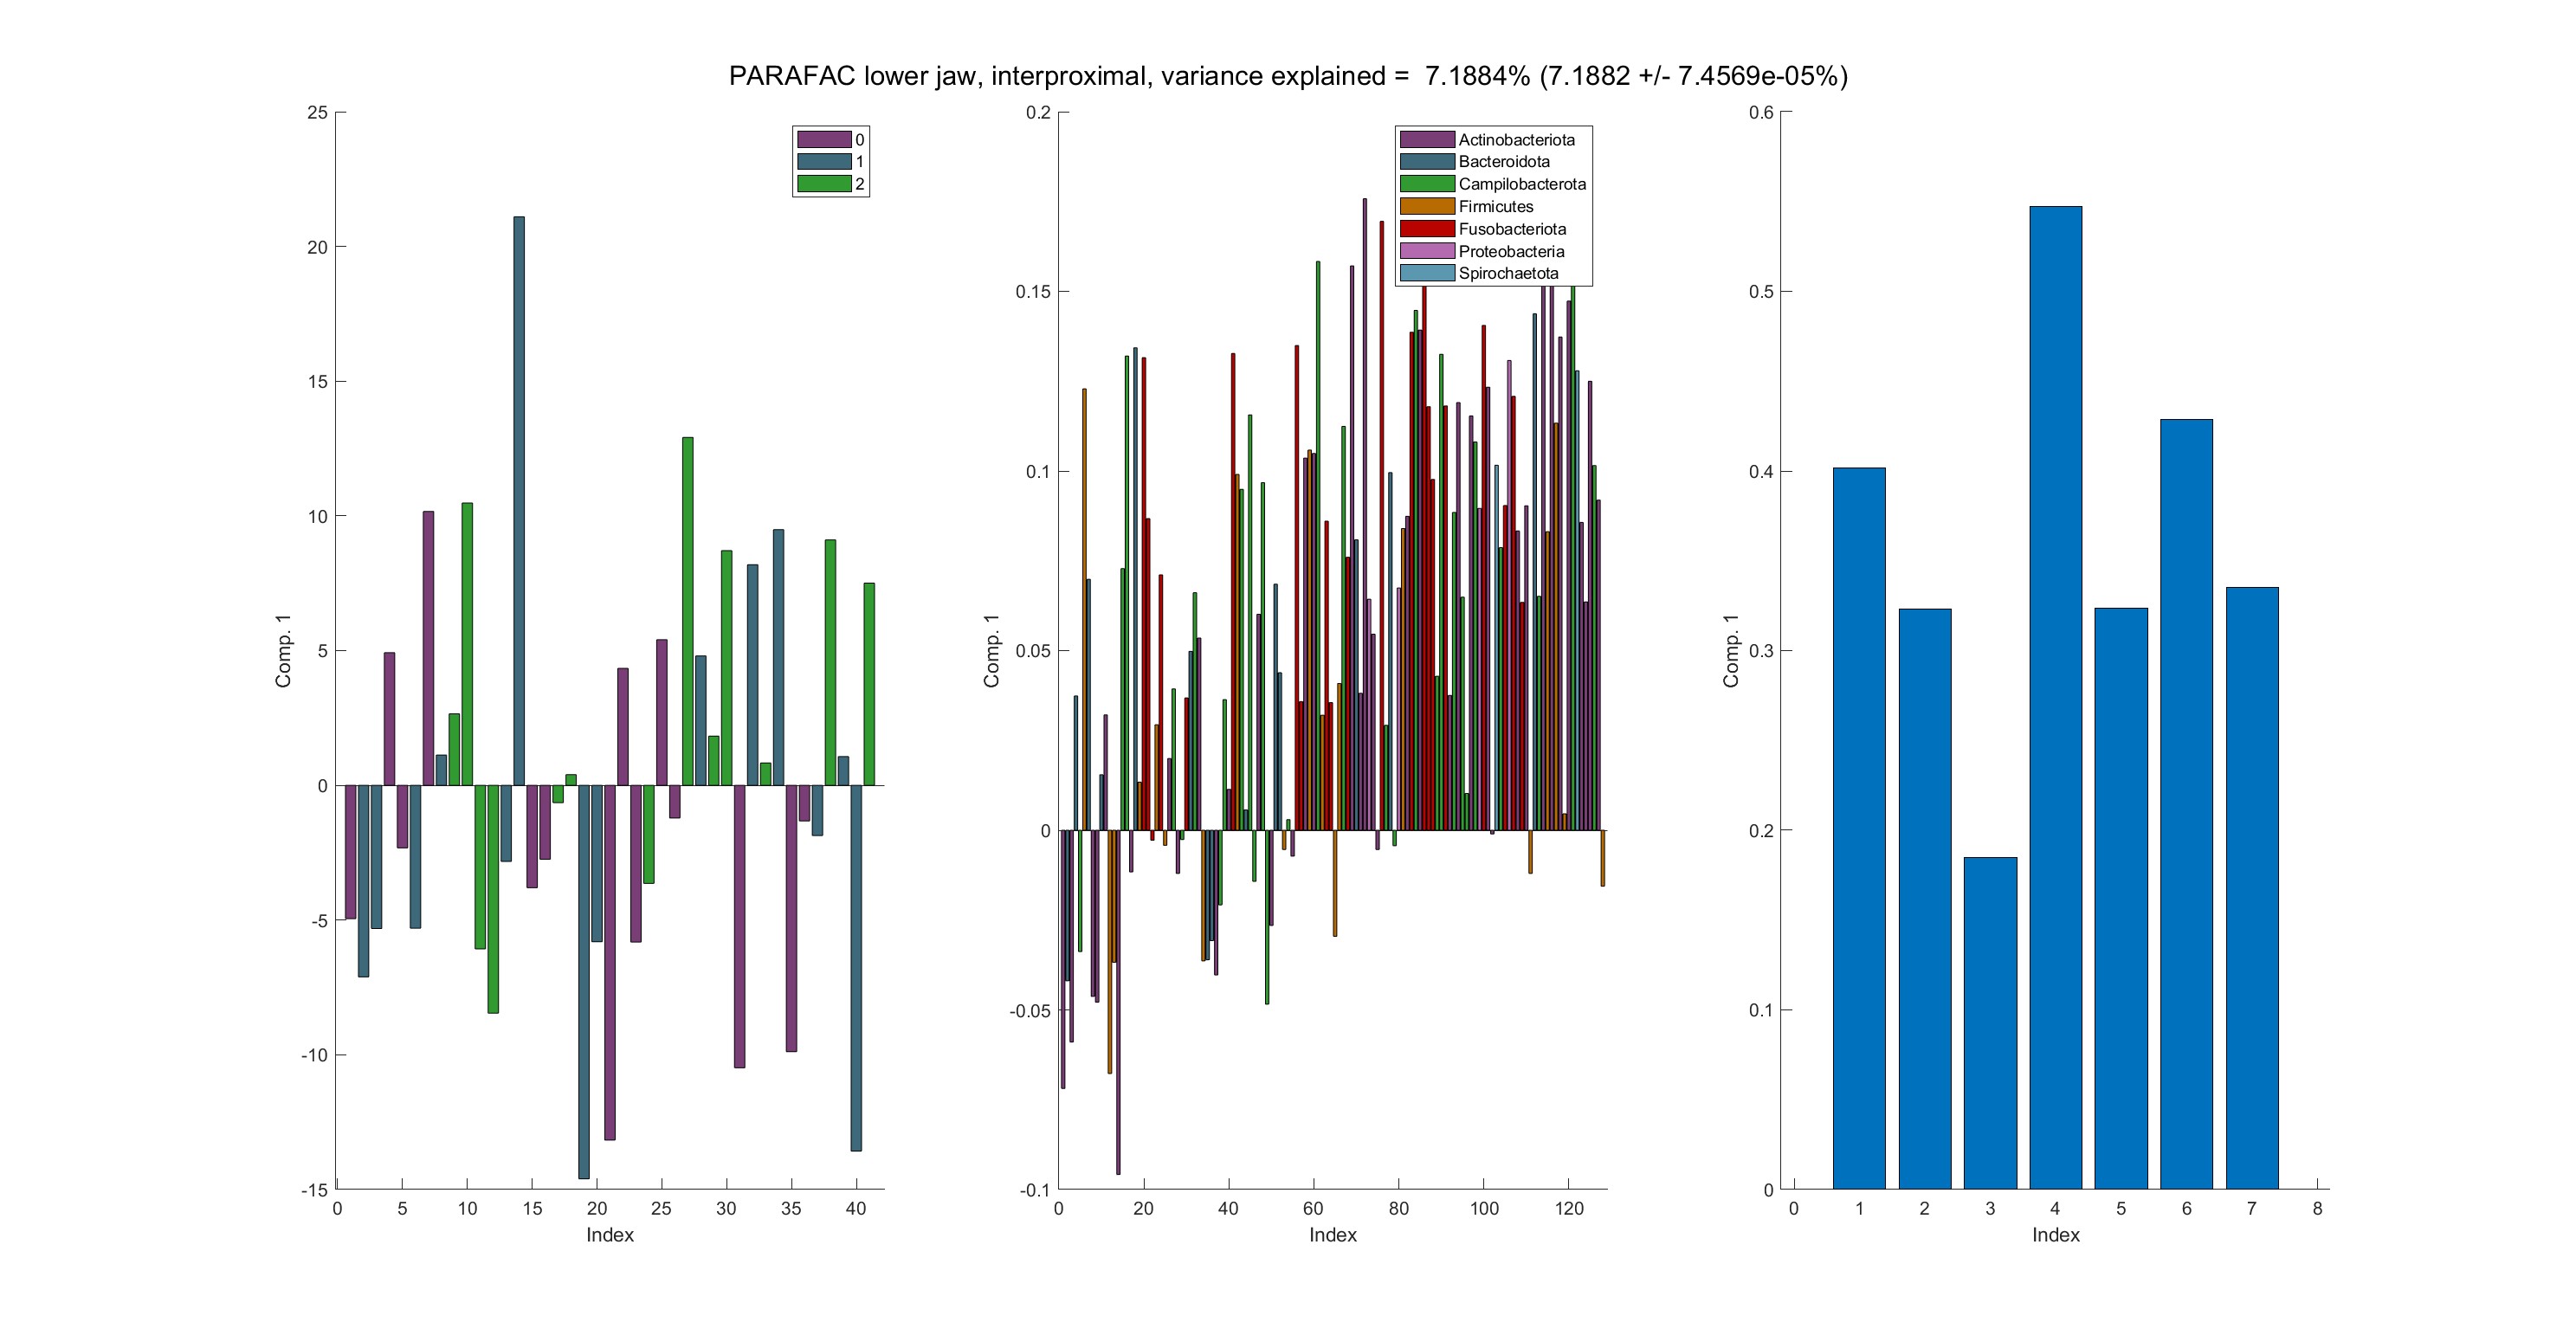 PARAFAC lower jaw, interproximal, variance explained =  7.1884% (7.1882 +/- 7.4569e-05%)
25
20
15
10
5
0
-5
-10
-15
Comp. 1
0
1
2
0 5 10 15 20 25 30 35 40
Index
0.2
0.15
0.1
0.05
0
-0.05
-0.1
Comp. 1
Actinobacteriota
Bacteroidota
Campilobacterota
Firmicutes
Fusobacteriota
Proteobacteria
Spirochaetota
0 20 40 60 80 100 120
Index
0.6
0.5
0.4
0.3
0.2
0.1
0
Comp. 1
0 1 2 3 4 5 6 7 8
Index